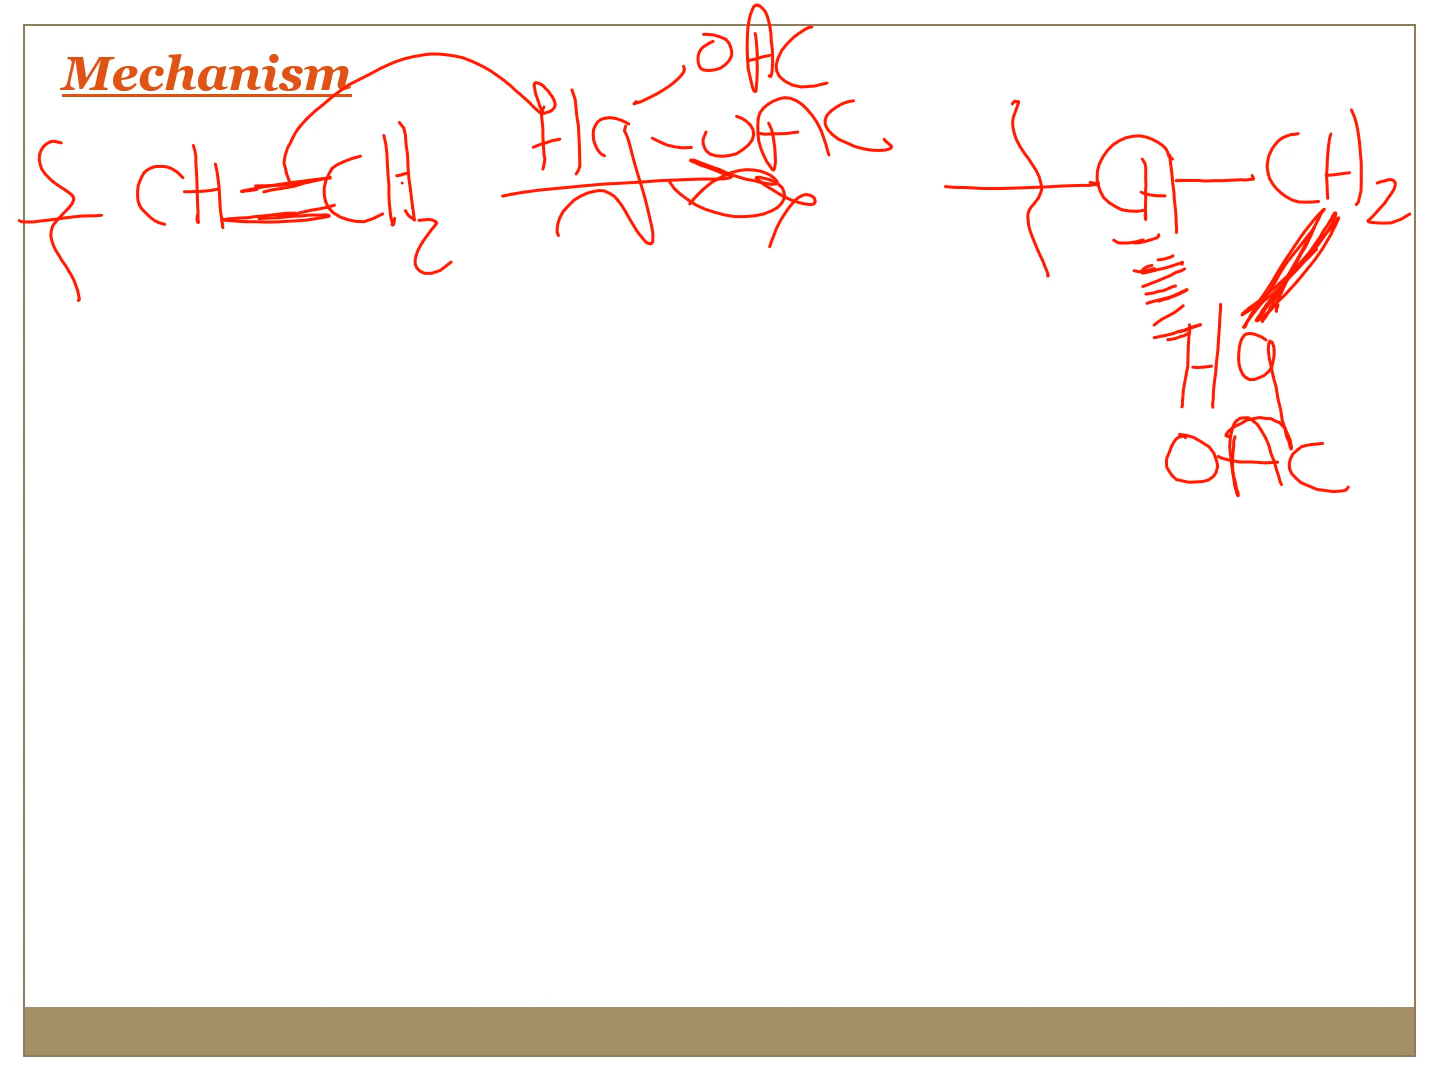 Mechanism
CH=CH2 Hg OAC
OAC
CH-CH2
Hg
OAC